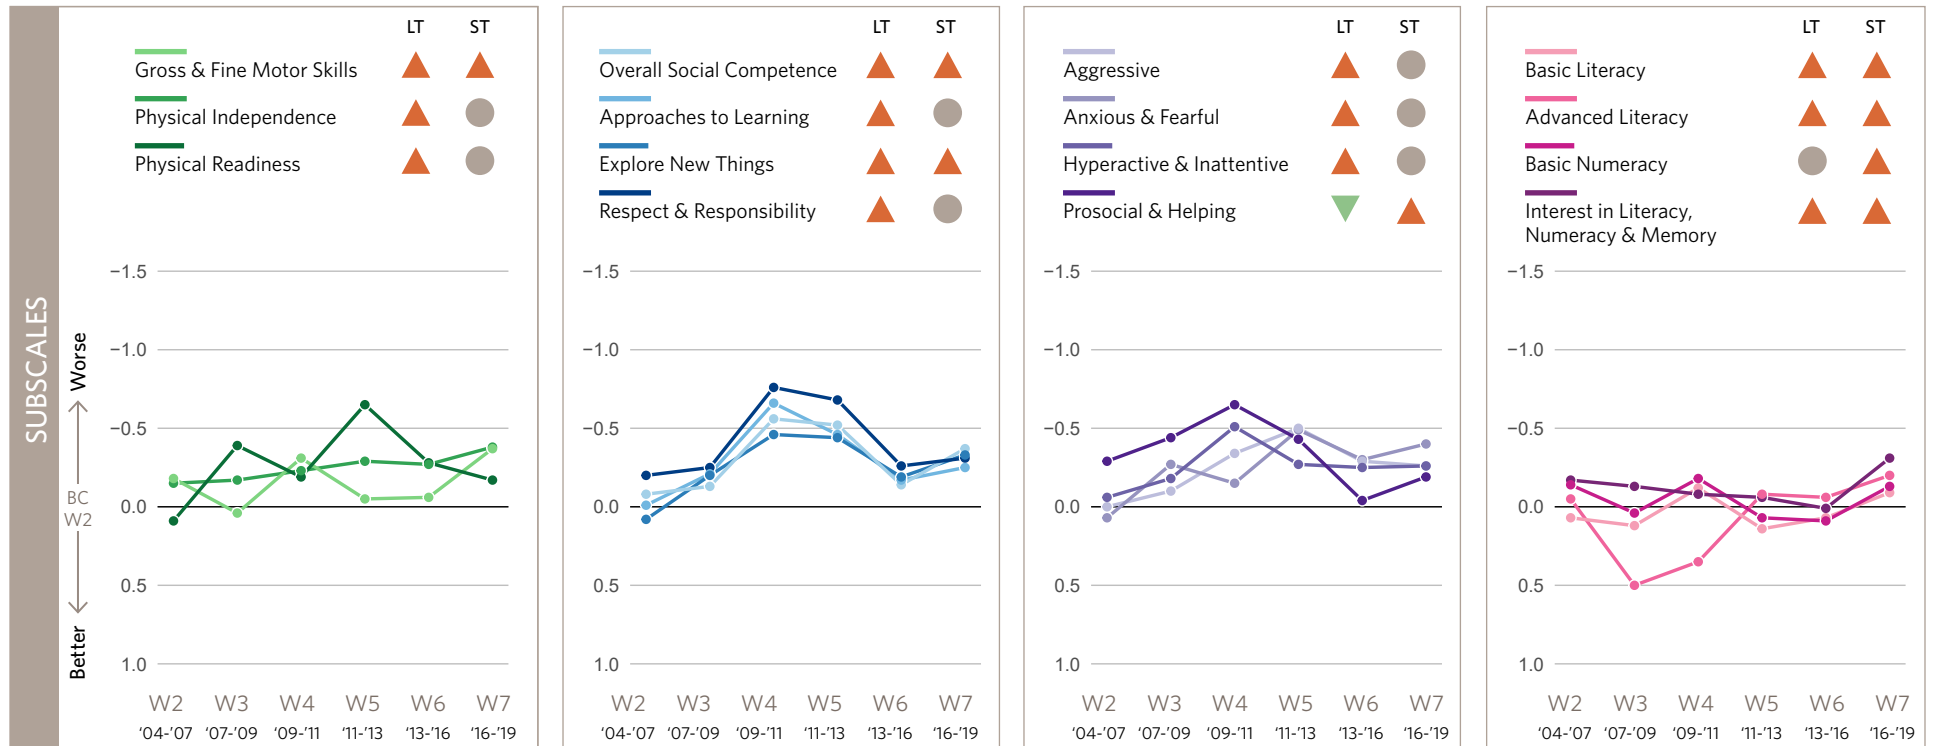 SUBSCALES
Worse
BC
W2
Better
LT ST
Gross & Fine Motor Skills
Physical Independence
Physical Readiness
−1.5
−1.0
−0.5
0.0
0.5
1.0
W2 W3 W4 W5 W6 W7
‘04-’07 ‘07-’09 ‘09-’11 ‘11-’13 ‘13-’16 ‘16-’19
LT ST
Overall Social Competence
Approaches to Learning
Explore New Things
Respect & Responsibility
−1.5
−1.0
−0.5
0.0
0.5
1.0
W2 W3 W4 W5 W6 W7
‘04-’07 ‘07-’09 ‘09-’11 ‘11-’13 ‘13-’16 ‘16-’19
LT ST
Aggressive
Anxious & Fearful
Hyperactive & Inattentive
Prosocial & Helping
−1.5
−1.0
−0.5
0.0
0.5
1.0
W2 W3 W4 W5 W6 W7
‘04-’07 ‘07-’09 ‘09-’11 ‘11-’13 ‘13-’16 ‘16-’19
LT ST
Basic Literacy
Advanced Literacy
Basic Numeracy
Interest in Literacy,
Numeracy & Memory
−1.5
−1.0
−0.5
0.0
0.5
1.0
W2 W3 W4 W5 W6 W7
‘04-’07 ‘07-’09 ‘09-’11 ‘11-’13 ‘13-’16 ‘16-’19